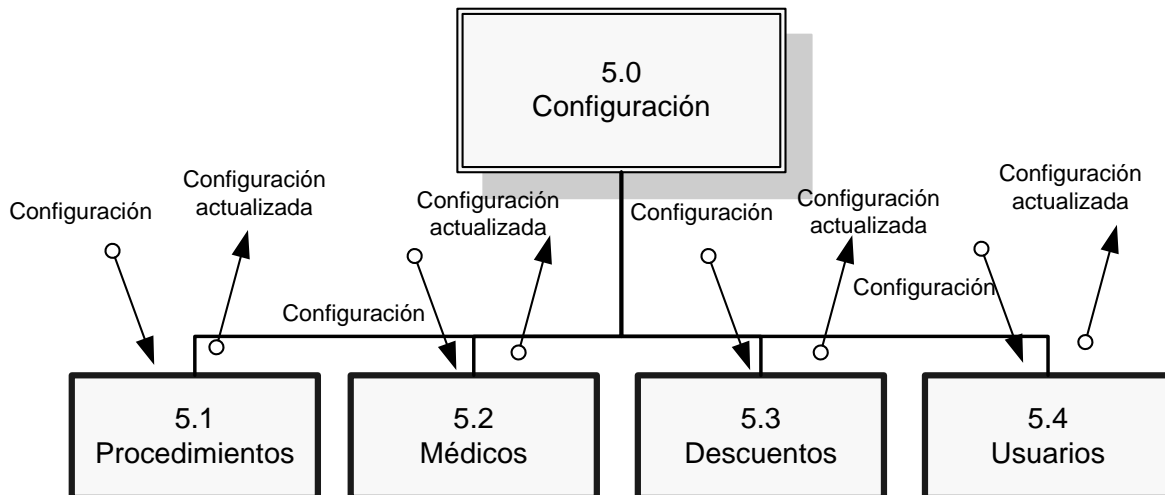 5.0
Configuración
Configuración
Configuración
actualizada
Configuración
Configuración
actualizada
Configuración
Configuración
actualizada
Configuración
Configuración
actualizada
5.1
Procedimientos
5.2
Médicos
5.3
Descuentos
5.4
Usuarios